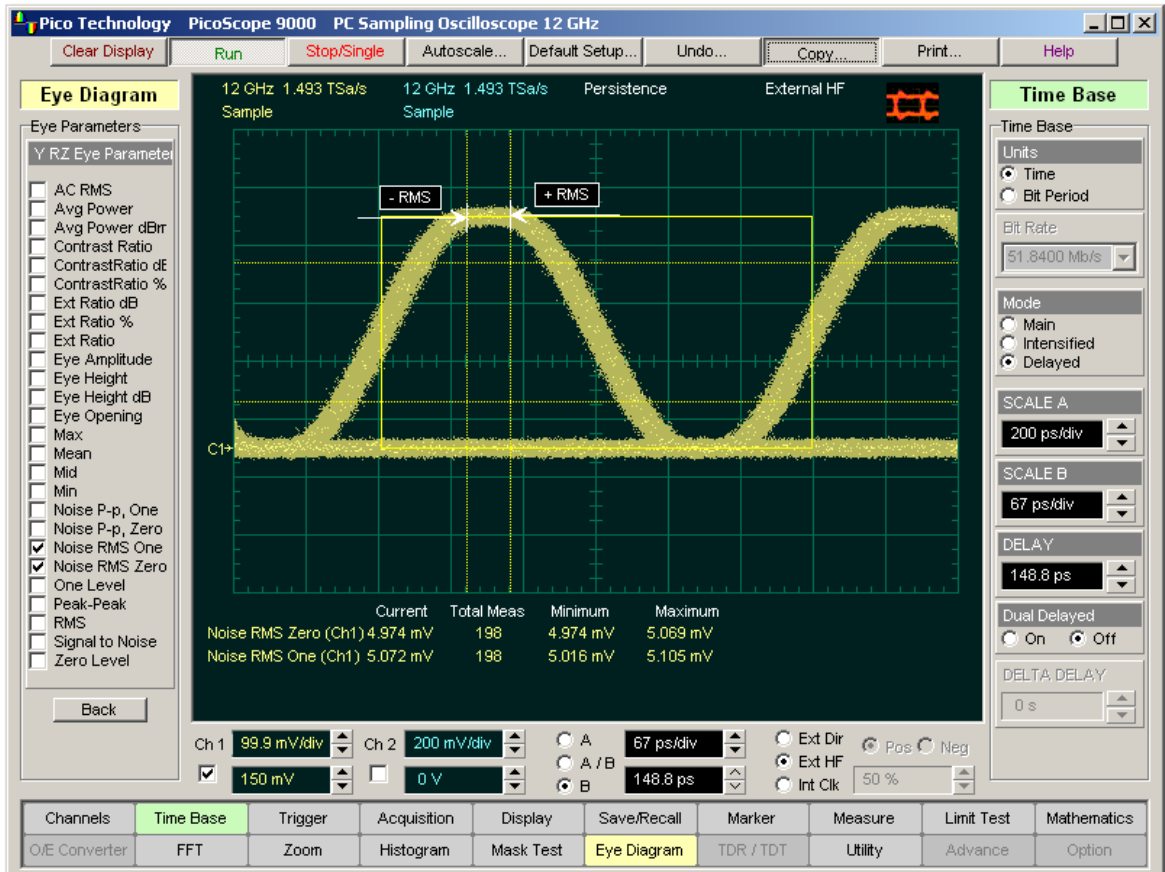 Pico Technology PicoScope 9000 PC Sampling Oscilloscope 12 GHz
Clear Display Run Stop/Single Autoscale... Default Setup... Undo... Copy... Print... Help
Eye Diagram
Eye Parameters
Y RZ Eye Parameter
AC RMS
Avg Power
Avg Power dBm
Contrast Ratio
ContrastRatio dE
ContrastRatio %
Ext Ratio dB
Ext Ratio %
Ext Ratio
Eye Amplitude
Eye Height
Eye Height dB
Eye Opening
Max
Mean
Mid
Min
Noise P-p, One
Noise P-p, Zero
Noise RMS One
Noise RMS Zero
One Level
Peak-Peak
RMS
Signal to Noise
Zero Level
Back
12 GHz 1.493 TSa/s 12 GHz 1.493 TSa/s Persistence External HF
Sample Sample
- RMS + RMS
C1
Current Total Meas Minimum Maximum
Noise RMS Zero (Ch1) 4.974 mV 198 4.974 mV 5.069 mV
Noise RMS One (Ch1) 5.072 mV 198 5.016 mV 5.105 mV
Time Base
Time Base
Units
Time
Bit Period
Bit Rate
51.8400 Mb/s
Mode
Main
Intensified
Delayed
SCALE A
200 ps/div
SCALE B
67 ps/div
DELAY
148.8 ps
Dual Delayed
On Off
DELTA DELAY
0 s
Ch 1 99.9 mV/div Ch 2 200 mV/div A 67 ps/div Ext Dir Pos Neg
A / B Ext HF
150 mV 0 V B 148.8 ps Int Clk 50 %
Channels Time Base Trigger Acquisition Display Save/Recall Marker Measure Limit Test Mathematics
O/E Converter FFT Zoom Histogram Mask Test Eye Diagram TDR / TDT Utility Advance Option